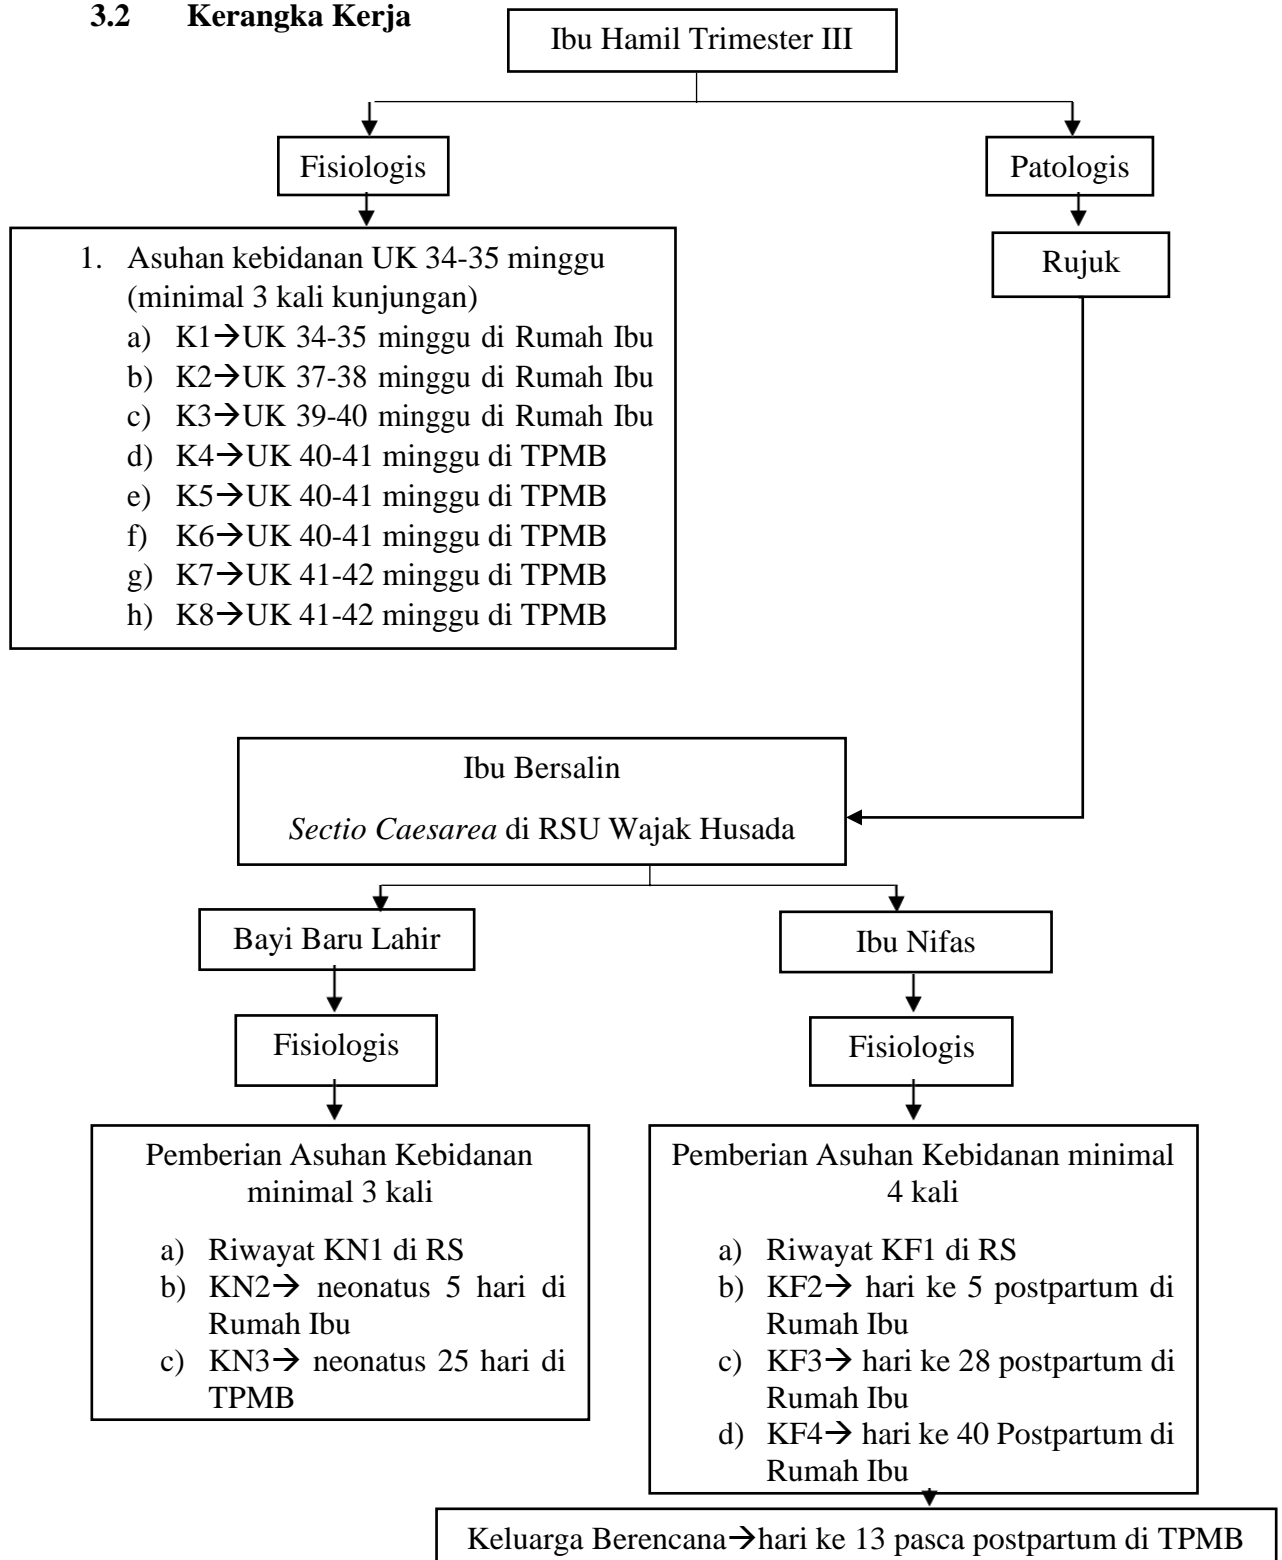 3.2 Kerangka Kerja
Ibu Hamil Trimester III
Fisiologis
Patologis
1. Asuhan kebidanan UK 34-35 minggu
(minimal 3 kali kunjungan)
a) K1→UK 34-35 minggu di Rumah Ibu
b) K2→UK 37-38 minggu di Rumah Ibu
c) K3→UK 39-40 minggu di Rumah Ibu
d) K4→UK 40-41 minggu di TPMB
e) K5→UK 40-41 minggu di TPMB
f) K6→UK 40-41 minggu di TPMB
g) K7→UK 41-42 minggu di TPMB
h) K8→UK 41-42 minggu di TPMB
Rujuk
Ibu Bersalin
Sectio Caesarea di RSU Wajak Husada
Bayi Baru Lahir
Ibu Nifas
Fisiologis
Fisiologis
Pemberian Asuhan Kebidanan
minimal 3 kali
a) Riwayat KN1 di RS
b) KN2→ neonatus 5 hari di
Rumah Ibu
c) KN3→ neonatus 25 hari di
TPMB
Pemberian Asuhan Kebidanan minimal
4 kali
a) Riwayat KF1 di RS
b) KF2→ hari ke 5 postpartum di
Rumah Ibu
c) KF3→ hari ke 28 postpartum di
Rumah Ibu
d) KF4→ hari ke 40 Postpartum di
Rumah Ibu
Keluarga Berencana→hari ke 13 pasca postpartum di TPMB